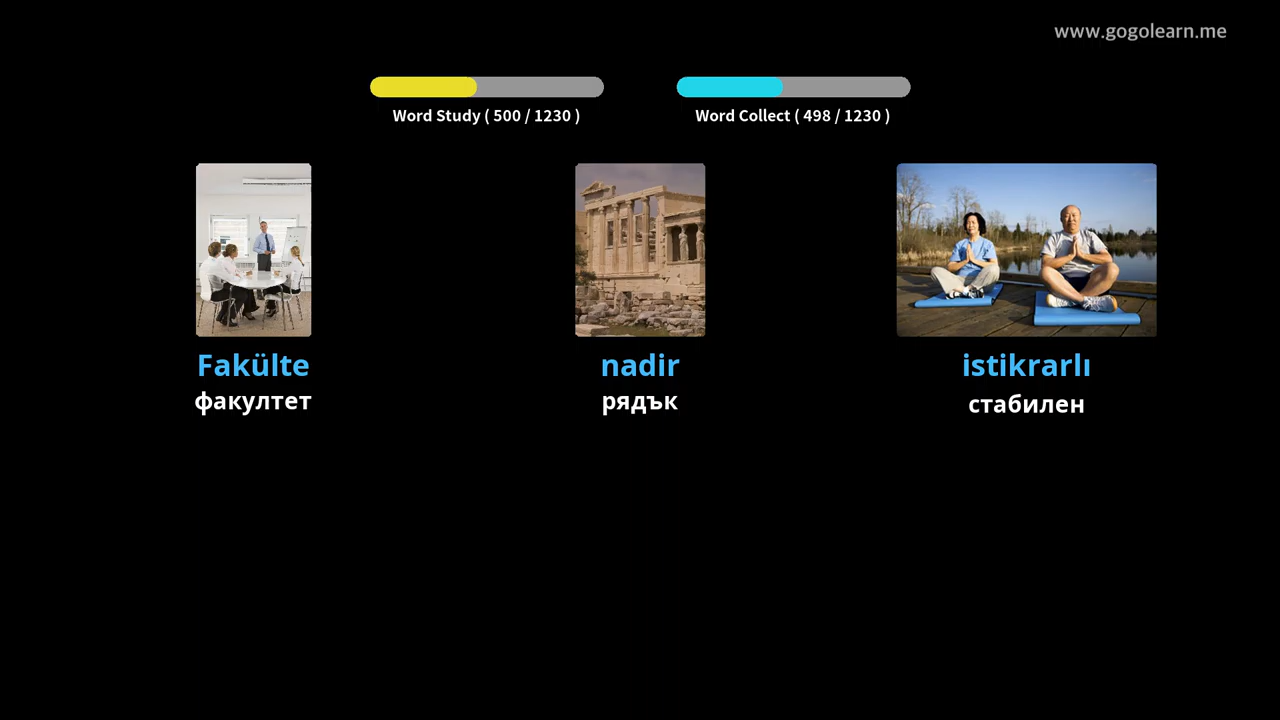 www.gogolearn.me
Word Study ( 500 / 1230 )
Word Collect ( 498 / 1230 )
Fakülte
nadir
istikrarlı
факултет
рядък
стабилен